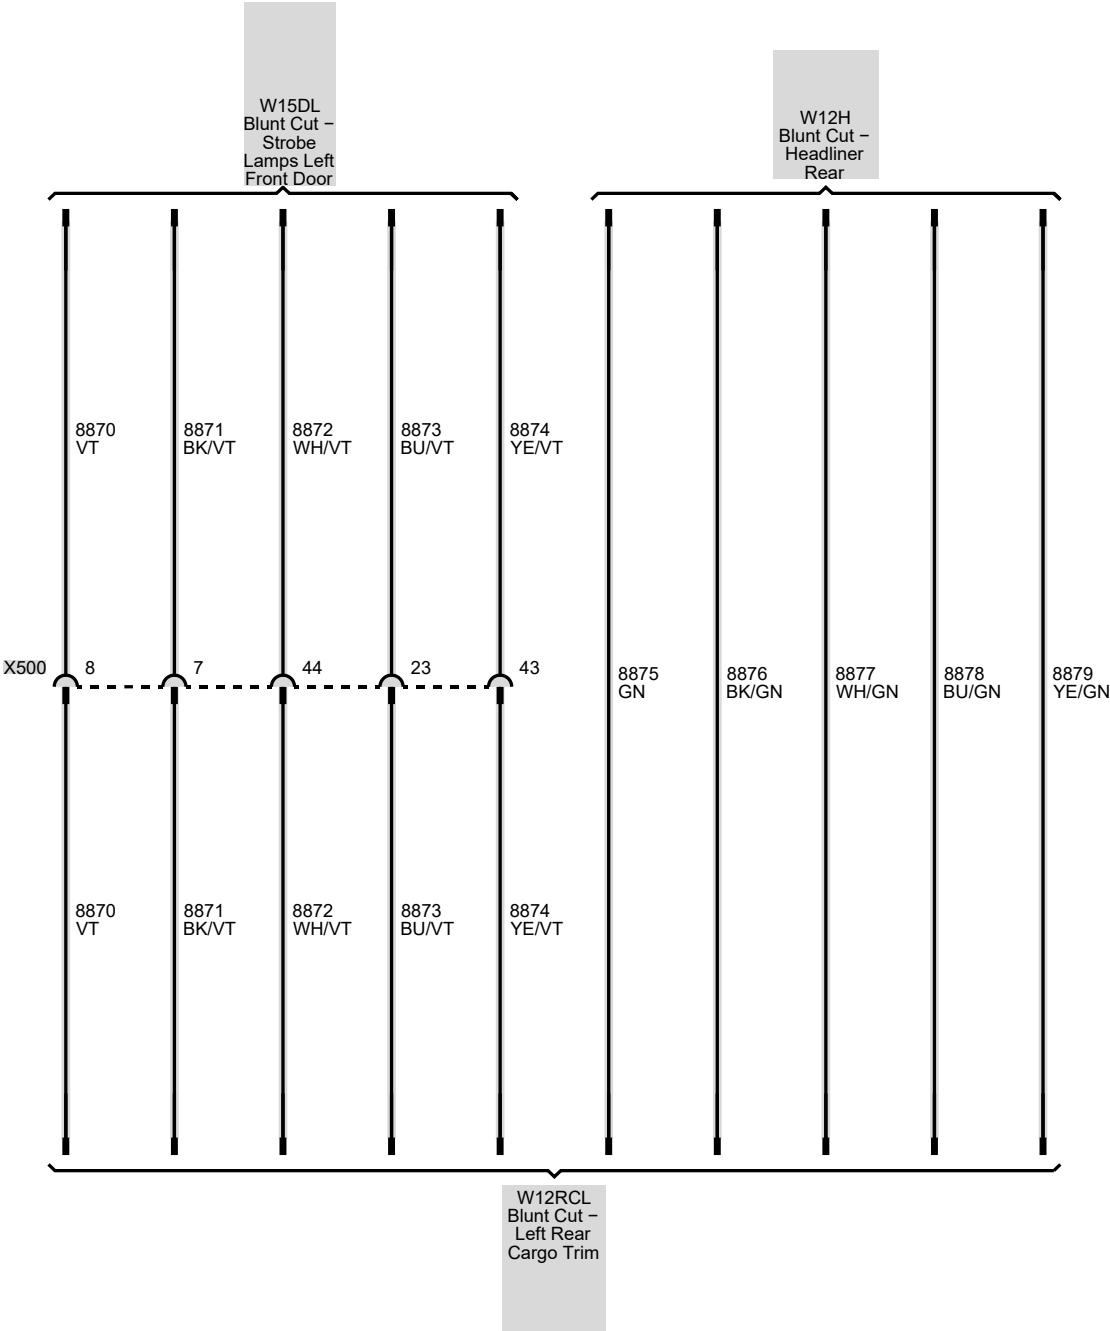 W15DL
Blunt Cut −
Strobe
Lamps Left
Front Door
W12H
Blunt Cut −
Headliner
Rear
8870
VT
8871
BK/VT
8872
WH/VT
8873
BU/VT
8874
YE/VT
X500
8
7
44
23
43
8875
GN
8876
BK/GN
8877
WH/GN
8878
BU/GN
8879
YE/GN
8870
VT
8871
BK/VT
8872
WH/VT
8873
BU/VT
8874
YE/VT
W12RCL
Blunt Cut −
Left Rear
Cargo Trim